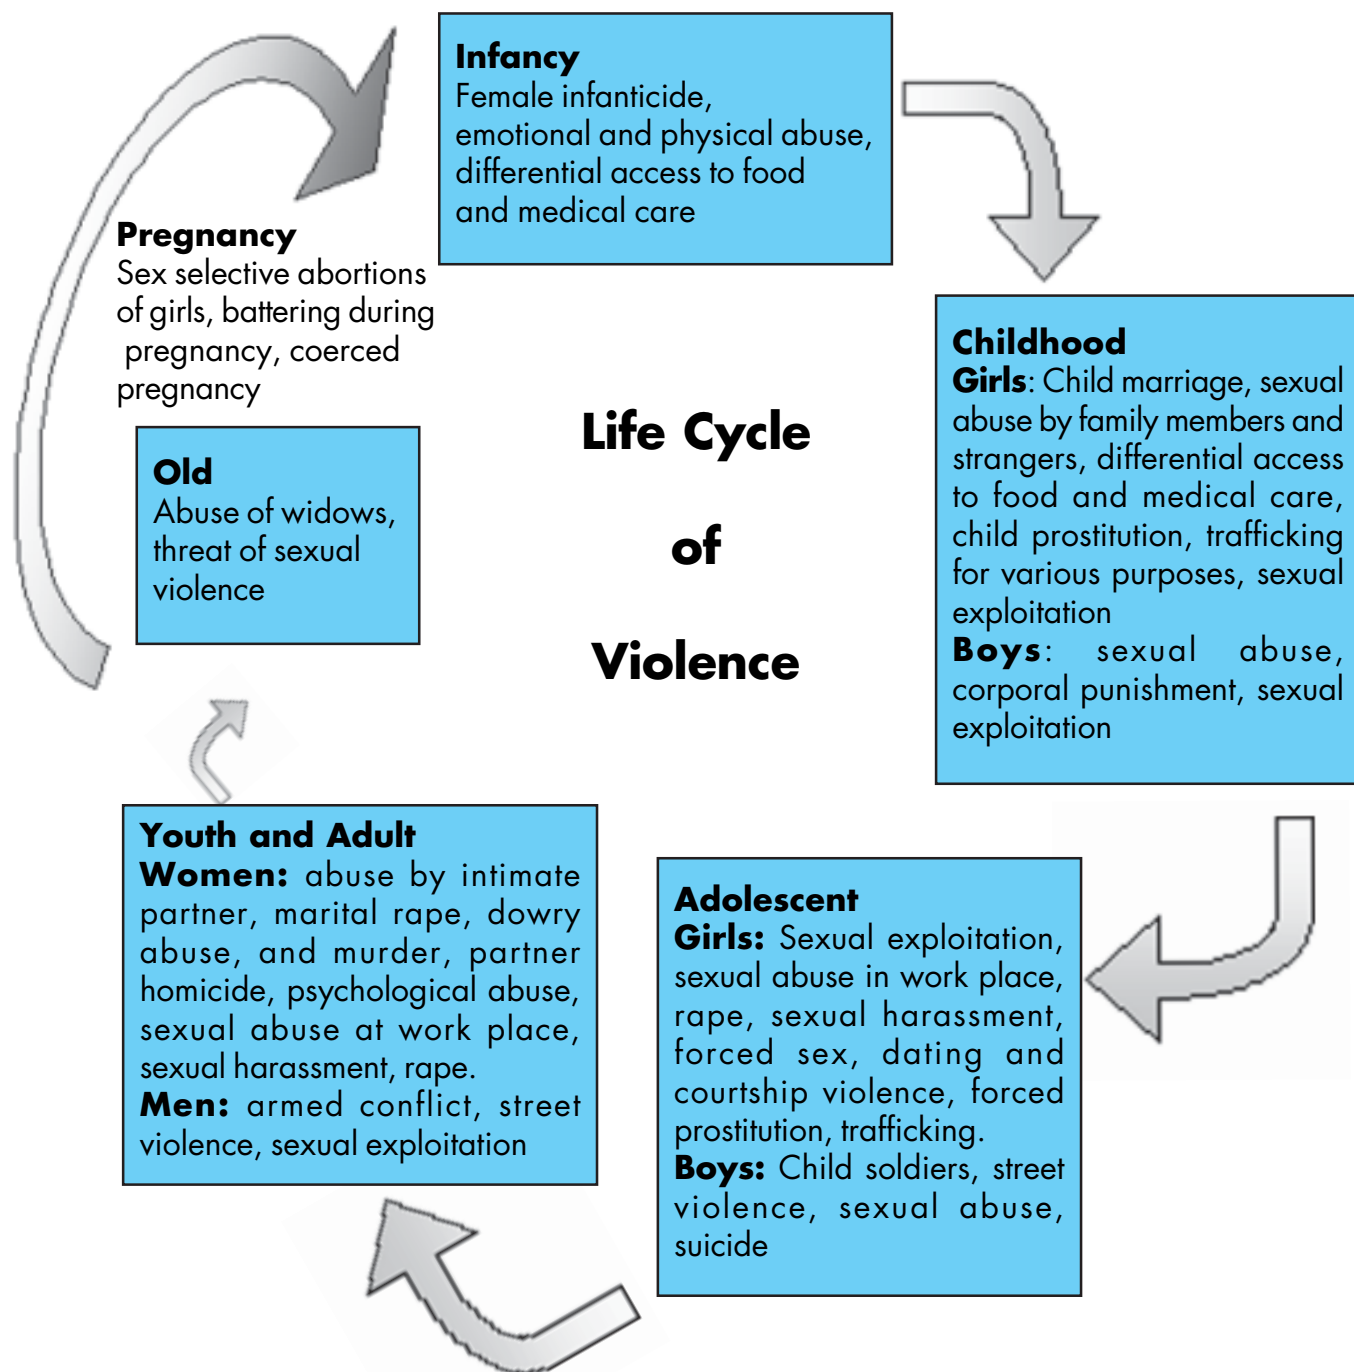 Infancy
Female infanticide,
emotional and physical abuse,
differential access to food
and medical care
Pregnancy
Sex selective abortions
of girls, battering during
pregnancy, coerced
pregnancy
Childhood
Girls: Child marriage, sexual
abuse by family members and
strangers, differential access
to food and medical care,
child prostitution, trafficking
for various purposes, sexual
exploitation
Boys: sexual abuse,
corporal punishment, sexual
exploitation
Life Cycle
of
Violence
Old
Abuse of widows,
threat of sexual
violence
Youth and Adult
Women: abuse by intimate
partner, marital rape, dowry
abuse, and murder, partner
homicide, psychological abuse,
sexual abuse at work place,
sexual harassment, rape.
Men: armed conflict, street
violence, sexual exploitation
Adolescent
Girls: Sexual exploitation,
sexual abuse in work place,
rape, sexual harassment,
forced sex, dating and
courtship violence, forced
prostitution, trafficking.
Boys: Child soldiers, street
violence, sexual abuse,
suicide